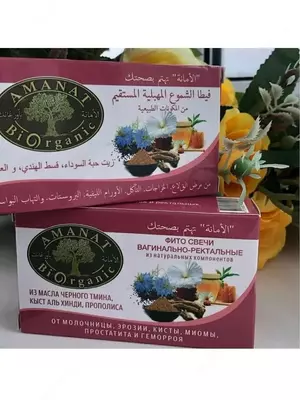 AMANAT
BiOrganic
"الأمانة" تهتم بصحتك
فيطا الشموع المهبلية المستقيم
من المكونات الطبيعية
زيت حبة السوداء، قسط الهندي، و الع
AMANAT
BiOrganic
"الأمانة" تهتم بصحتك
ФИТО СВЕЧИ
ВАГИНАЛЬНО-РЕКТАЛЬНЫЕ
из натуральных компонентов
ИЗ МАСЛА ЧЕРНОГО ТМИНА,
КЫСТ АЛЬ ХИНДИ, ПРОПОЛИСА
ОТ МОЛОЧНИЦЫ, ЭРОЗИИ, КИСТЫ, МИОМЫ,
ПРОСТАТИТА И ГЕМОРРОЯ